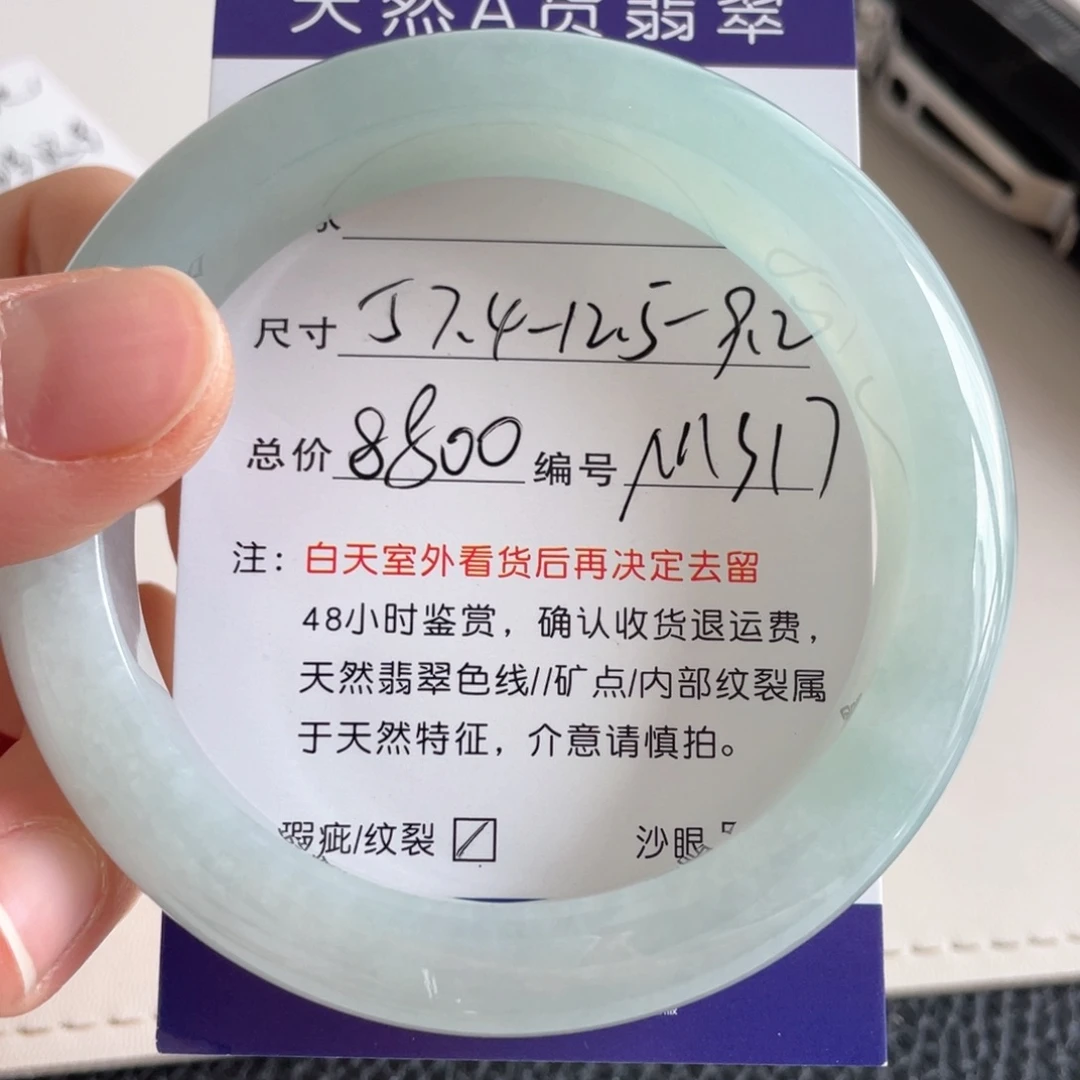 天然A货翡翠
尺寸 57.4-12.5-9.2
总价 8800 编号 M517
注：白天室外看货后再决定去留
48小时鉴赏，确认收货退运费，
天然翡翠色线//矿点/内部纹裂属
于天然特征，介意请慎拍。
瑕疵/纹裂 沙眼